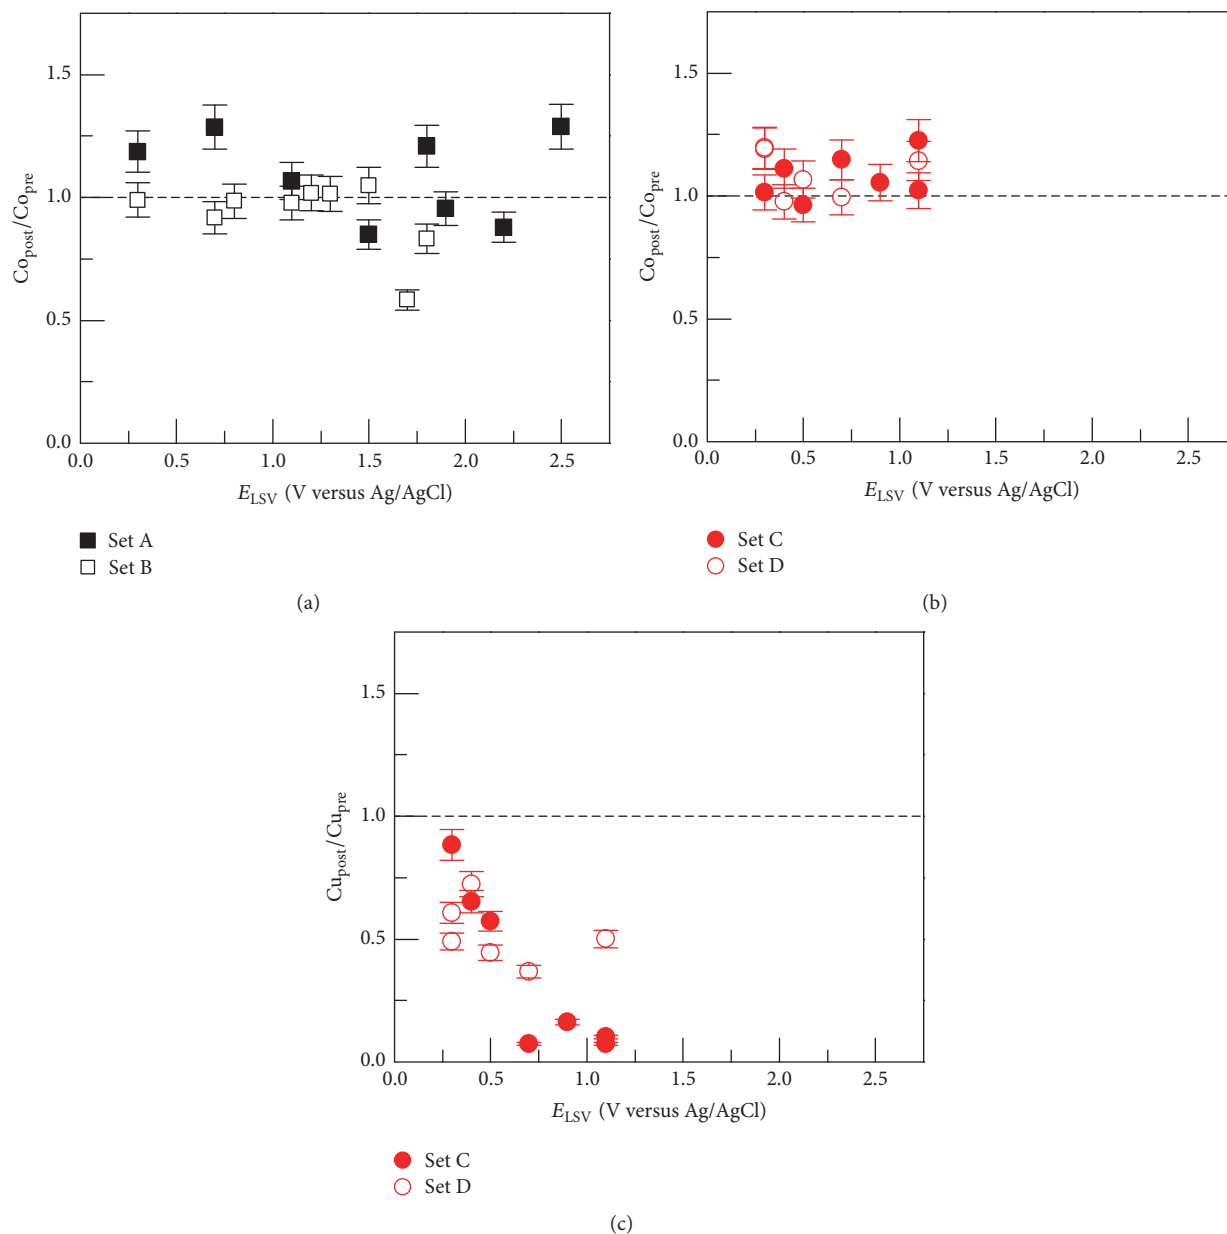 1.5
1.0
0.5
0.0
Co_post/Co_pre
0.0 0.5 1.0 1.5 2.0 2.5
E_LSV (V versus Ag/AgCl)
Set A
Set B
(a)
1.5
1.0
0.5
0.0
Co_post/Co_pre
0.0 0.5 1.0 1.5 2.0 2.5
E_LSV (V versus Ag/AgCl)
Set C
Set D
(b)
1.5
1.0
0.5
0.0
Cu_post/Cu_pre
0.0 0.5 1.0 1.5 2.0 2.5
E_LSV (V versus Ag/AgCl)
Set C
Set D
(c)